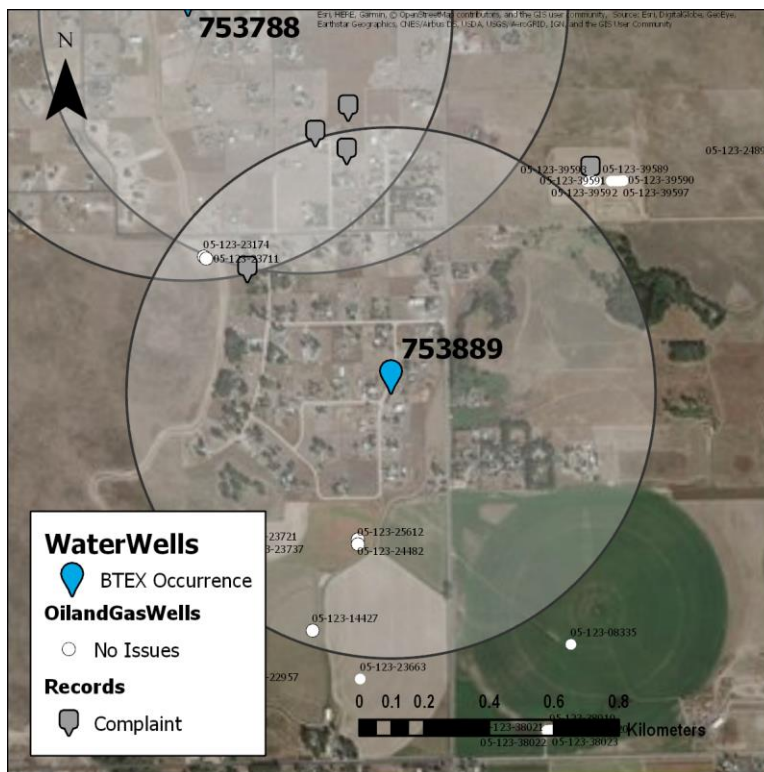 Esri, HERE, Garmin, © OpenStreetMap contributors, and the GIS user community, Source: Esri, DigitalGlobe, GeoEye,
Earthstar Geographics, CNES/Airbus DS, USDA, USGS, AeroGRID, IGN, and the GIS User Community
753788
N
05-123-2489
05-123-39593 05-123-39589
05-123-39591 05-123-39590
05-123-39592 05-123-39597
05-123-23174
05-123-23711
753889
WaterWells
BTEX Occurrence
OilandGasWells
No Issues
Records
Complaint
-23721
3-23737
05-123-25612
05-123-24482
05-123-14427
05-123-08335
05-123-23663
-22957
0 0.1 0.2 0.4 0.6 0.8
Kilometers
05-123-38021
05-123-38022 05-123-38023